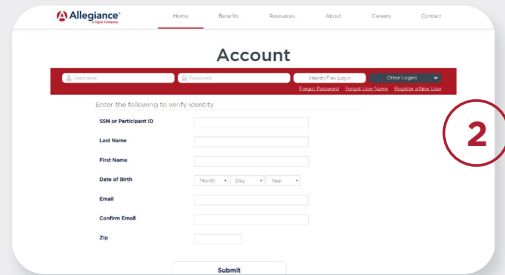 Allegiance
A Cigna Company
Home Benefits Resources About Careers Contact
Account
Username Password Health/Flex Login Other Logins
Forgot Password Forgot User Name Register a New User
Enter the following to verify identity
SSN or Participant ID
Last Name
First Name
Date of Birth Month Day Year
Email
Confirm Email
Zip
Submit
2